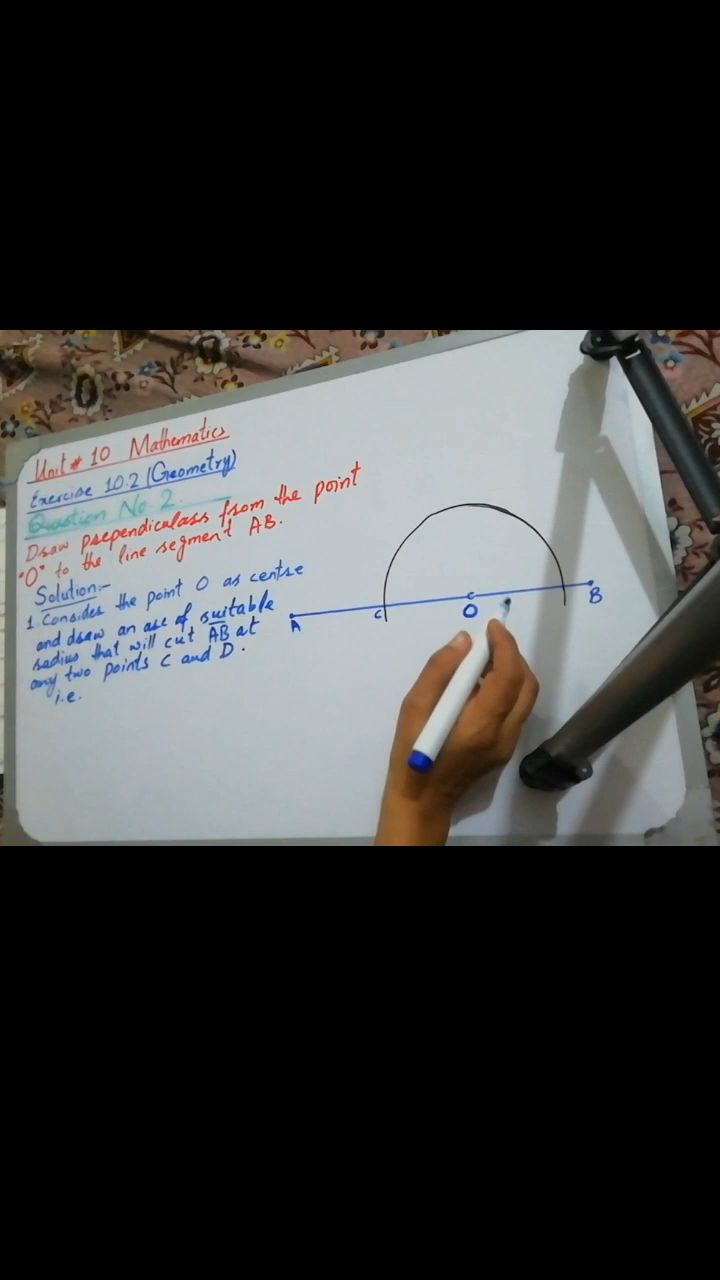 Unit # 10 Mathematics
Exercise 10.2 (Geometry)
Question No 2.
Draw perpendiculars from the point
"O" to the line segment AB.
Solution:-
1. Consider the point O as centre
and draw an arc of suitable
radius that will cut AB at
any two points C and D.
i.e.
A
C
O
B